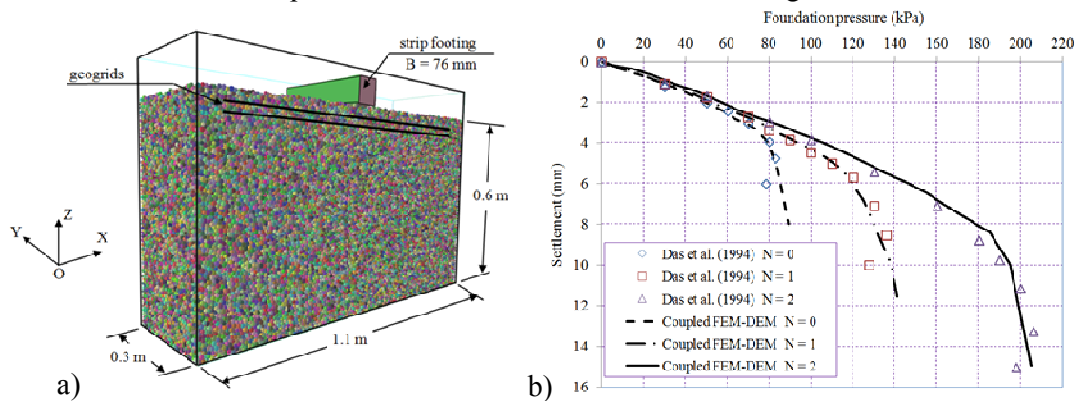 strip footing
B = 76 mm
geogrids
0.6 m
Z
Y
X
O
1.1 m
0.3 m
a)
Foundation pressure (kPa)
0 20 40 60 80 100 120 140 160 180 200 220
0
2
4
6
8
10
12
14
16
Settlement (mm)
Das et al. (1994) N = 0
Das et al. (1994) N = 1
Das et al. (1994) N = 2
Coupled FEM-DEM N = 0
Coupled FEM-DEM N = 1
Coupled FEM-DEM N = 2
b)